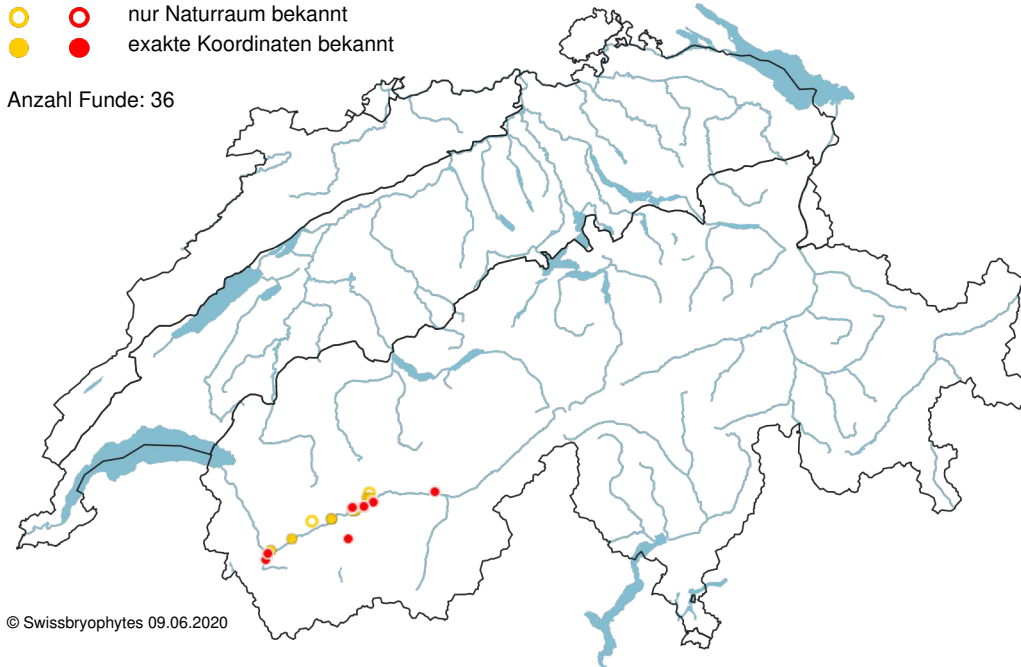 nur Naturraum bekannt
exakte Koordinaten bekannt
Anzahl Funde: 36
© Swissbryophytes 09.06.2020